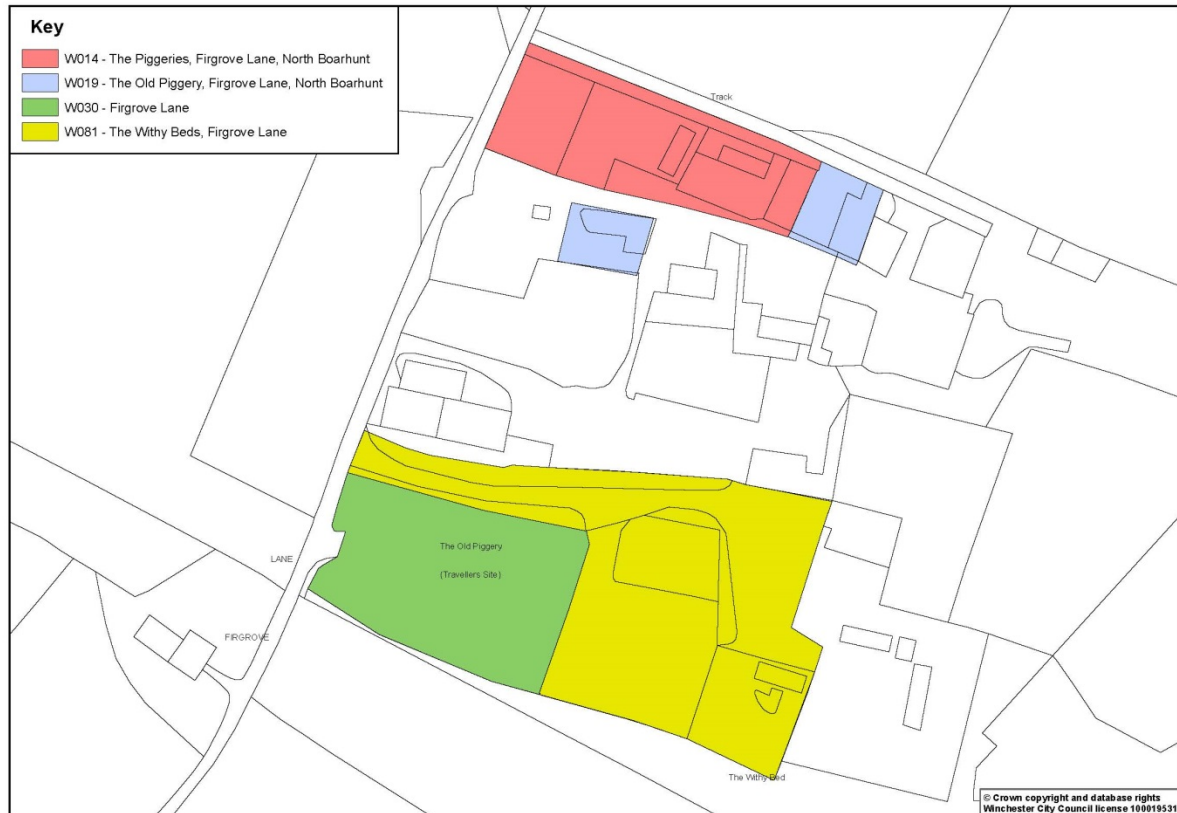 Key
W014 - The Piggeries, Firgrove Lane, North Boarhunt
W019 - The Old Piggery, Firgrove Lane, North Boarhunt
W030 - Firgrove Lane
W081 - The Withy Beds, Firgrove Lane
Track
The Old Piggery
(Travellers Site)
LANE
FIRGROVE
The Withy Bed
© Crown copyright and database rights
Winchester City Council license 100019531